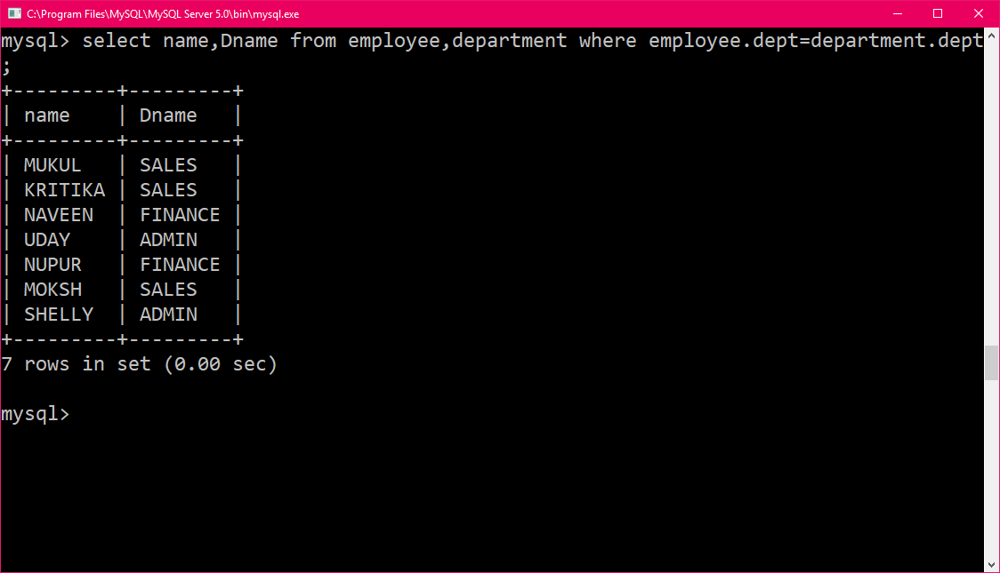 C:\Program Files\MySQL\MySQL Server 5.0\bin\mysql.exe
mysql> select name,Dname from employee,department where employee.dept=department.dept
;
+---------+---------+
| name    | Dname   |
+---------+---------+
| MUKUL   | SALES   |
| KRITIKA | SALES   |
| NAVEEN  | FINANCE |
| UDAY    | ADMIN   |
| NUPUR   | FINANCE |
| MOKSH   | SALES   |
| SHELLY  | ADMIN   |
+---------+---------+
7 rows in set (0.00 sec)
mysql>